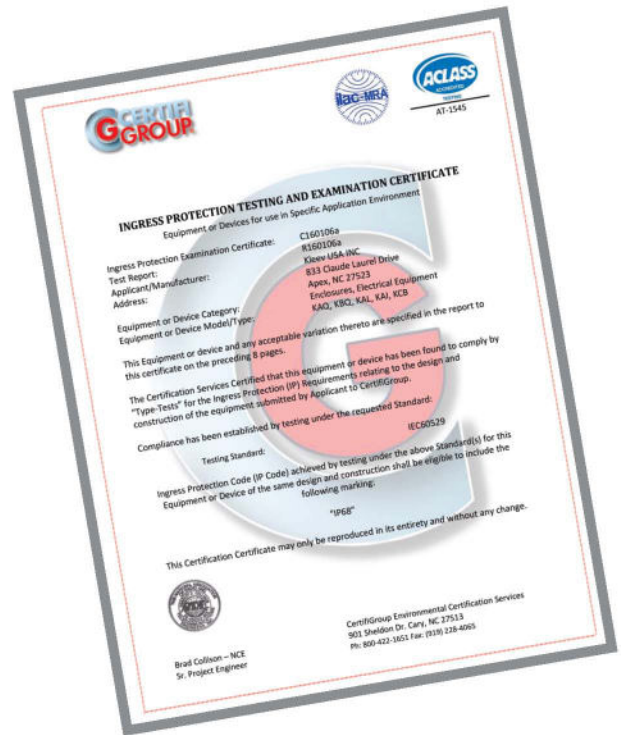 CERTIFI
GROUP
ilac-MRA
ACLASS
ACCREDITED
TESTING
AT-1545
INGRESS PROTECTION TESTING AND EXAMINATION CERTIFICATE
Equipment or Devices for use in Specific Application Environment
Ingress Protection Examination Certificate: C160106a
Test Report: R160106a
Applicant/Manufacturer: Kleev USA INC
Address: 833 Claude Laurel Drive
Apex, NC 27523
Equipment or Device Category: Enclosures, Electrical Equipment
Equipment or Device Model/Type: KAQ, KBQ, KAL, KAJ, KCB
This Equipment or device and any acceptable variation thereto are specified in the report to
this certificate on the preceding 8 pages.
The Certification Services Certified that this equipment or device has been found to comply by
"Type-Tests" for the Ingress Protection (IP) Requirements relating to the design and
construction of the equipment submitted by Applicant to CertifiGroup.
Compliance has been established by testing under the requested Standard:
Testing Standard: IEC60529
Ingress Protection Code (IP Code) achieved by testing under the above Standard(s) for this
Equipment or Device of the same design and construction shall be eligible to include the
following marking:
"IP68"
This Certification Certificate may only be reproduced in its entirety and without any change.
Brad Collison – NCE
Sr. Project Engineer
CertifiGroup Environmental Certification Services
901 Sheldon Dr. Cary, NC 27513
Ph: 800-422-1651 Fax: (919) 228-4065